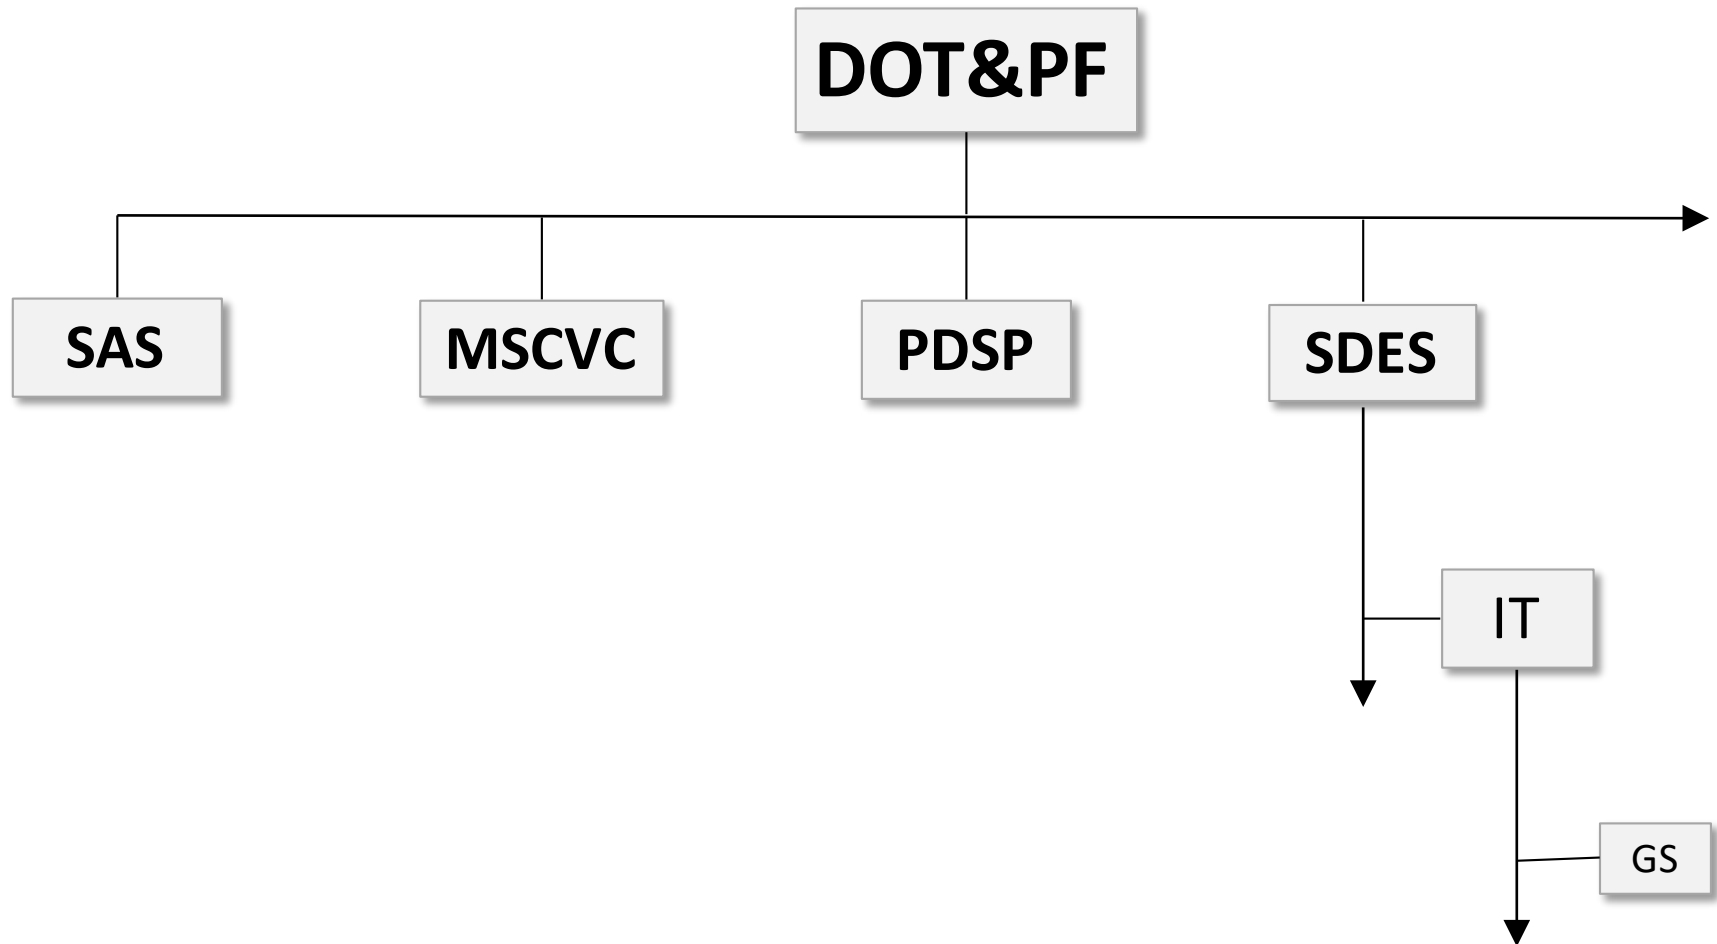 DOT&PF
SAS
MSCVC
PDSP
SDES
IT
GS